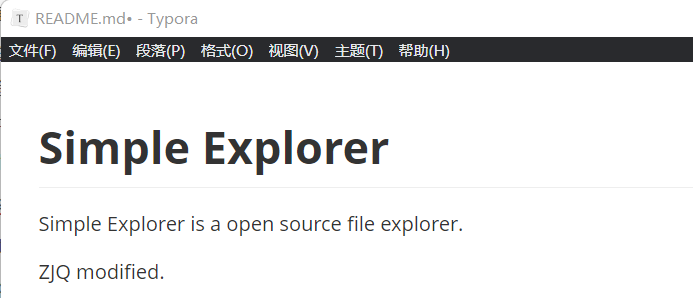 T README.md• - Typora
文件(F) 编辑(E) 段落(P) 格式(O) 视图(V) 主题(T) 帮助(H)
Simple Explorer
Simple Explorer is a open source file explorer.
ZJQ modified.